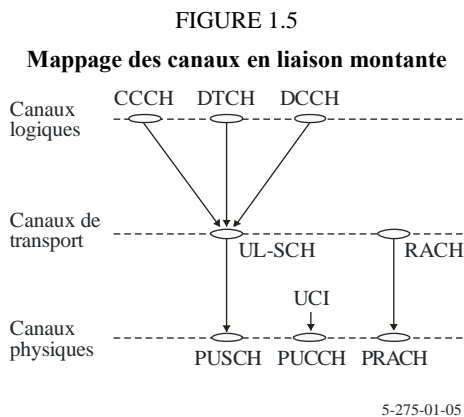 FIGURE 1.5
Mappage des canaux en liaison montante
Canaux logiques
CCCH DTCH DCCH
Canaux de transport
UL-SCH RACH
UCI
Canaux physiques
PUSCH PUCCH PRACH
5-275-01-05